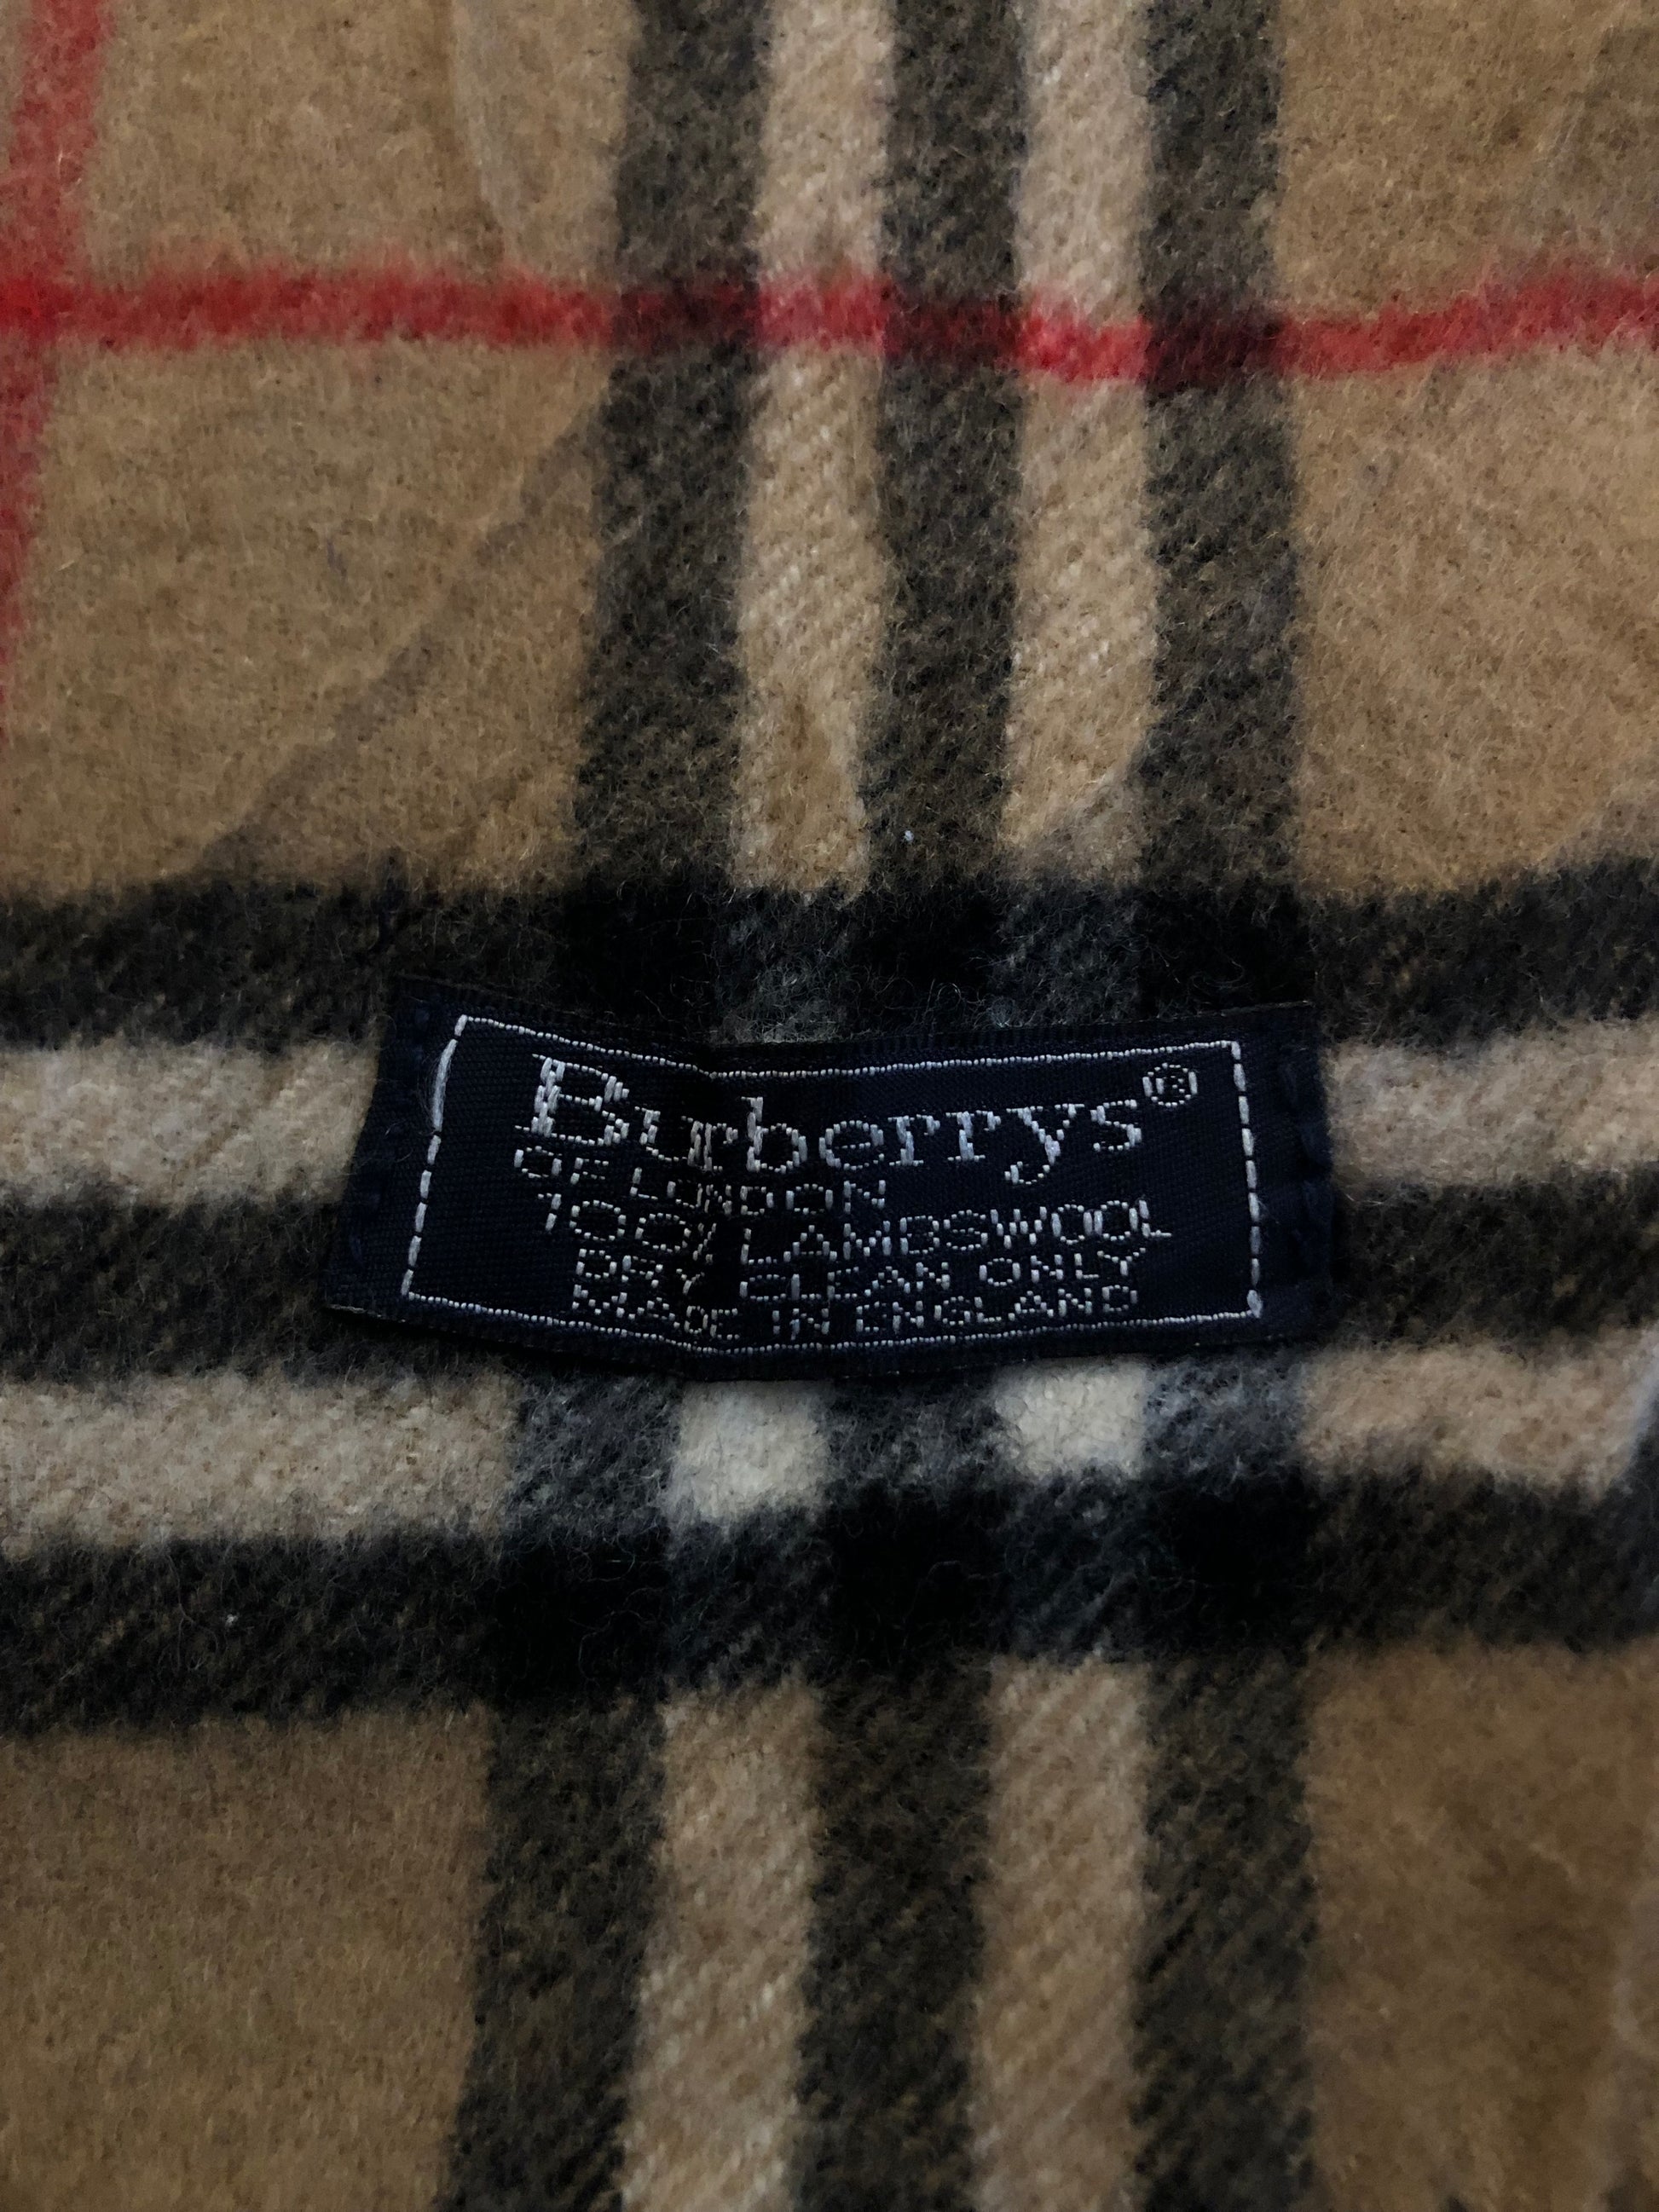 Burberrys®
OF LONDON
100% LAMBSWOOL
DRY CLEAN ONLY
MADE IN ENGLAND